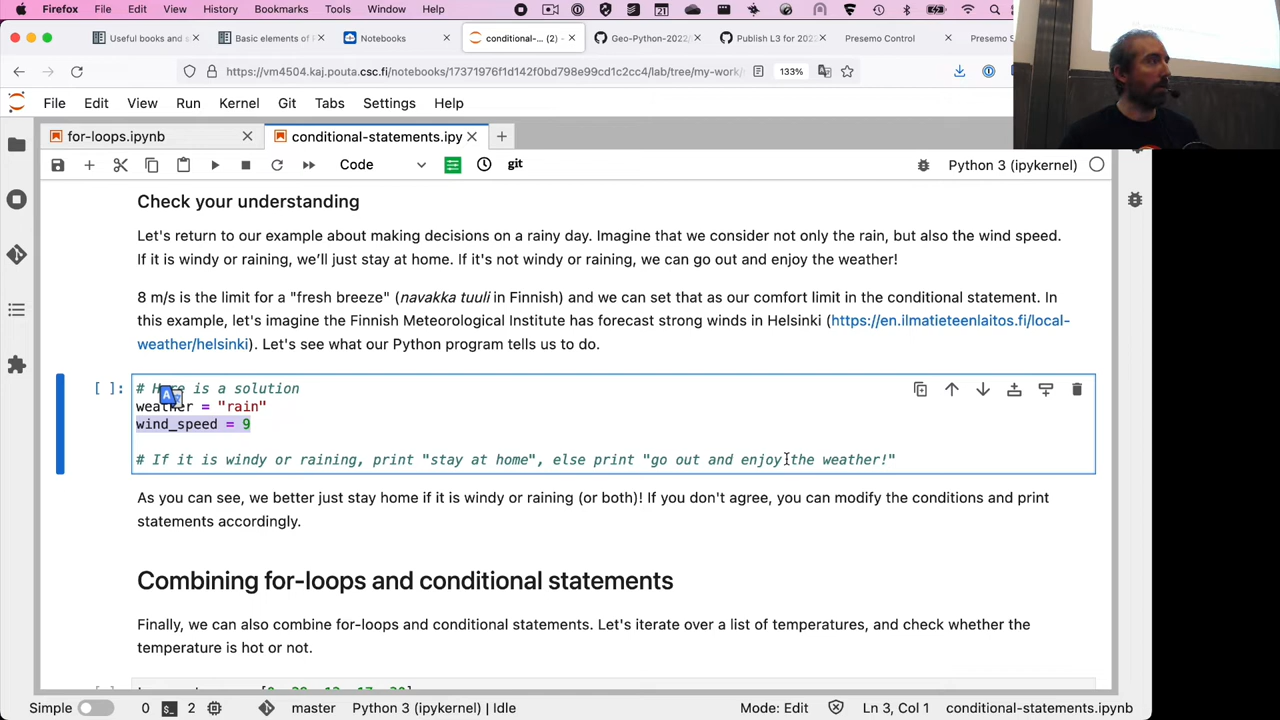 Firefox File Edit View History Bookmarks Tools Window Help
Useful books and s Basic elements of Notebooks conditional-... (2) Geo-Python-2022/ Publish L3 for 202 Presemo Control Presemo S
https://vm4504.kaj.pouta.csc.fi/notebooks/17371976f1d142f0bd798e99cd1c2cc4/lab/tree/my-work/ 133%
File Edit View Run Kernel Git Tabs Settings Help
for-loops.ipynb conditional-statements.ipy
Code git Python 3 (ipykernel)
Check your understanding
Let's return to our example about making decisions on a rainy day. Imagine that we consider not only the rain, but also the wind speed.
If it is windy or raining, we'll just stay at home. If it's not windy or raining, we can go out and enjoy the weather!
8 m/s is the limit for a "fresh breeze" (navakka tuuli in Finnish) and we can set that as our comfort limit in the conditional statement. In
this example, let's imagine the Finnish Meteorological Institute has forecast strong winds in Helsinki (https://en.ilmatieteenlaitos.fi/local-
weather/helsinki). Let's see what our Python program tells us to do.
[ ]: # Here is a solution
weather = "rain"
wind_speed = 9
# If it is windy or raining, print "stay at home", else print "go out and enjoy the weather!"
As you can see, we better just stay home if it is windy or raining (or both)! If you don't agree, you can modify the conditions and print
statements accordingly.
Combining for-loops and conditional statements
Finally, we can also combine for-loops and conditional statements. Let's iterate over a list of temperatures, and check whether the
temperature is hot or not.
Simple 0 2 master Python 3 (ipykernel) | Idle Mode: Edit Ln 3, Col 1 conditional-statements.ipynb